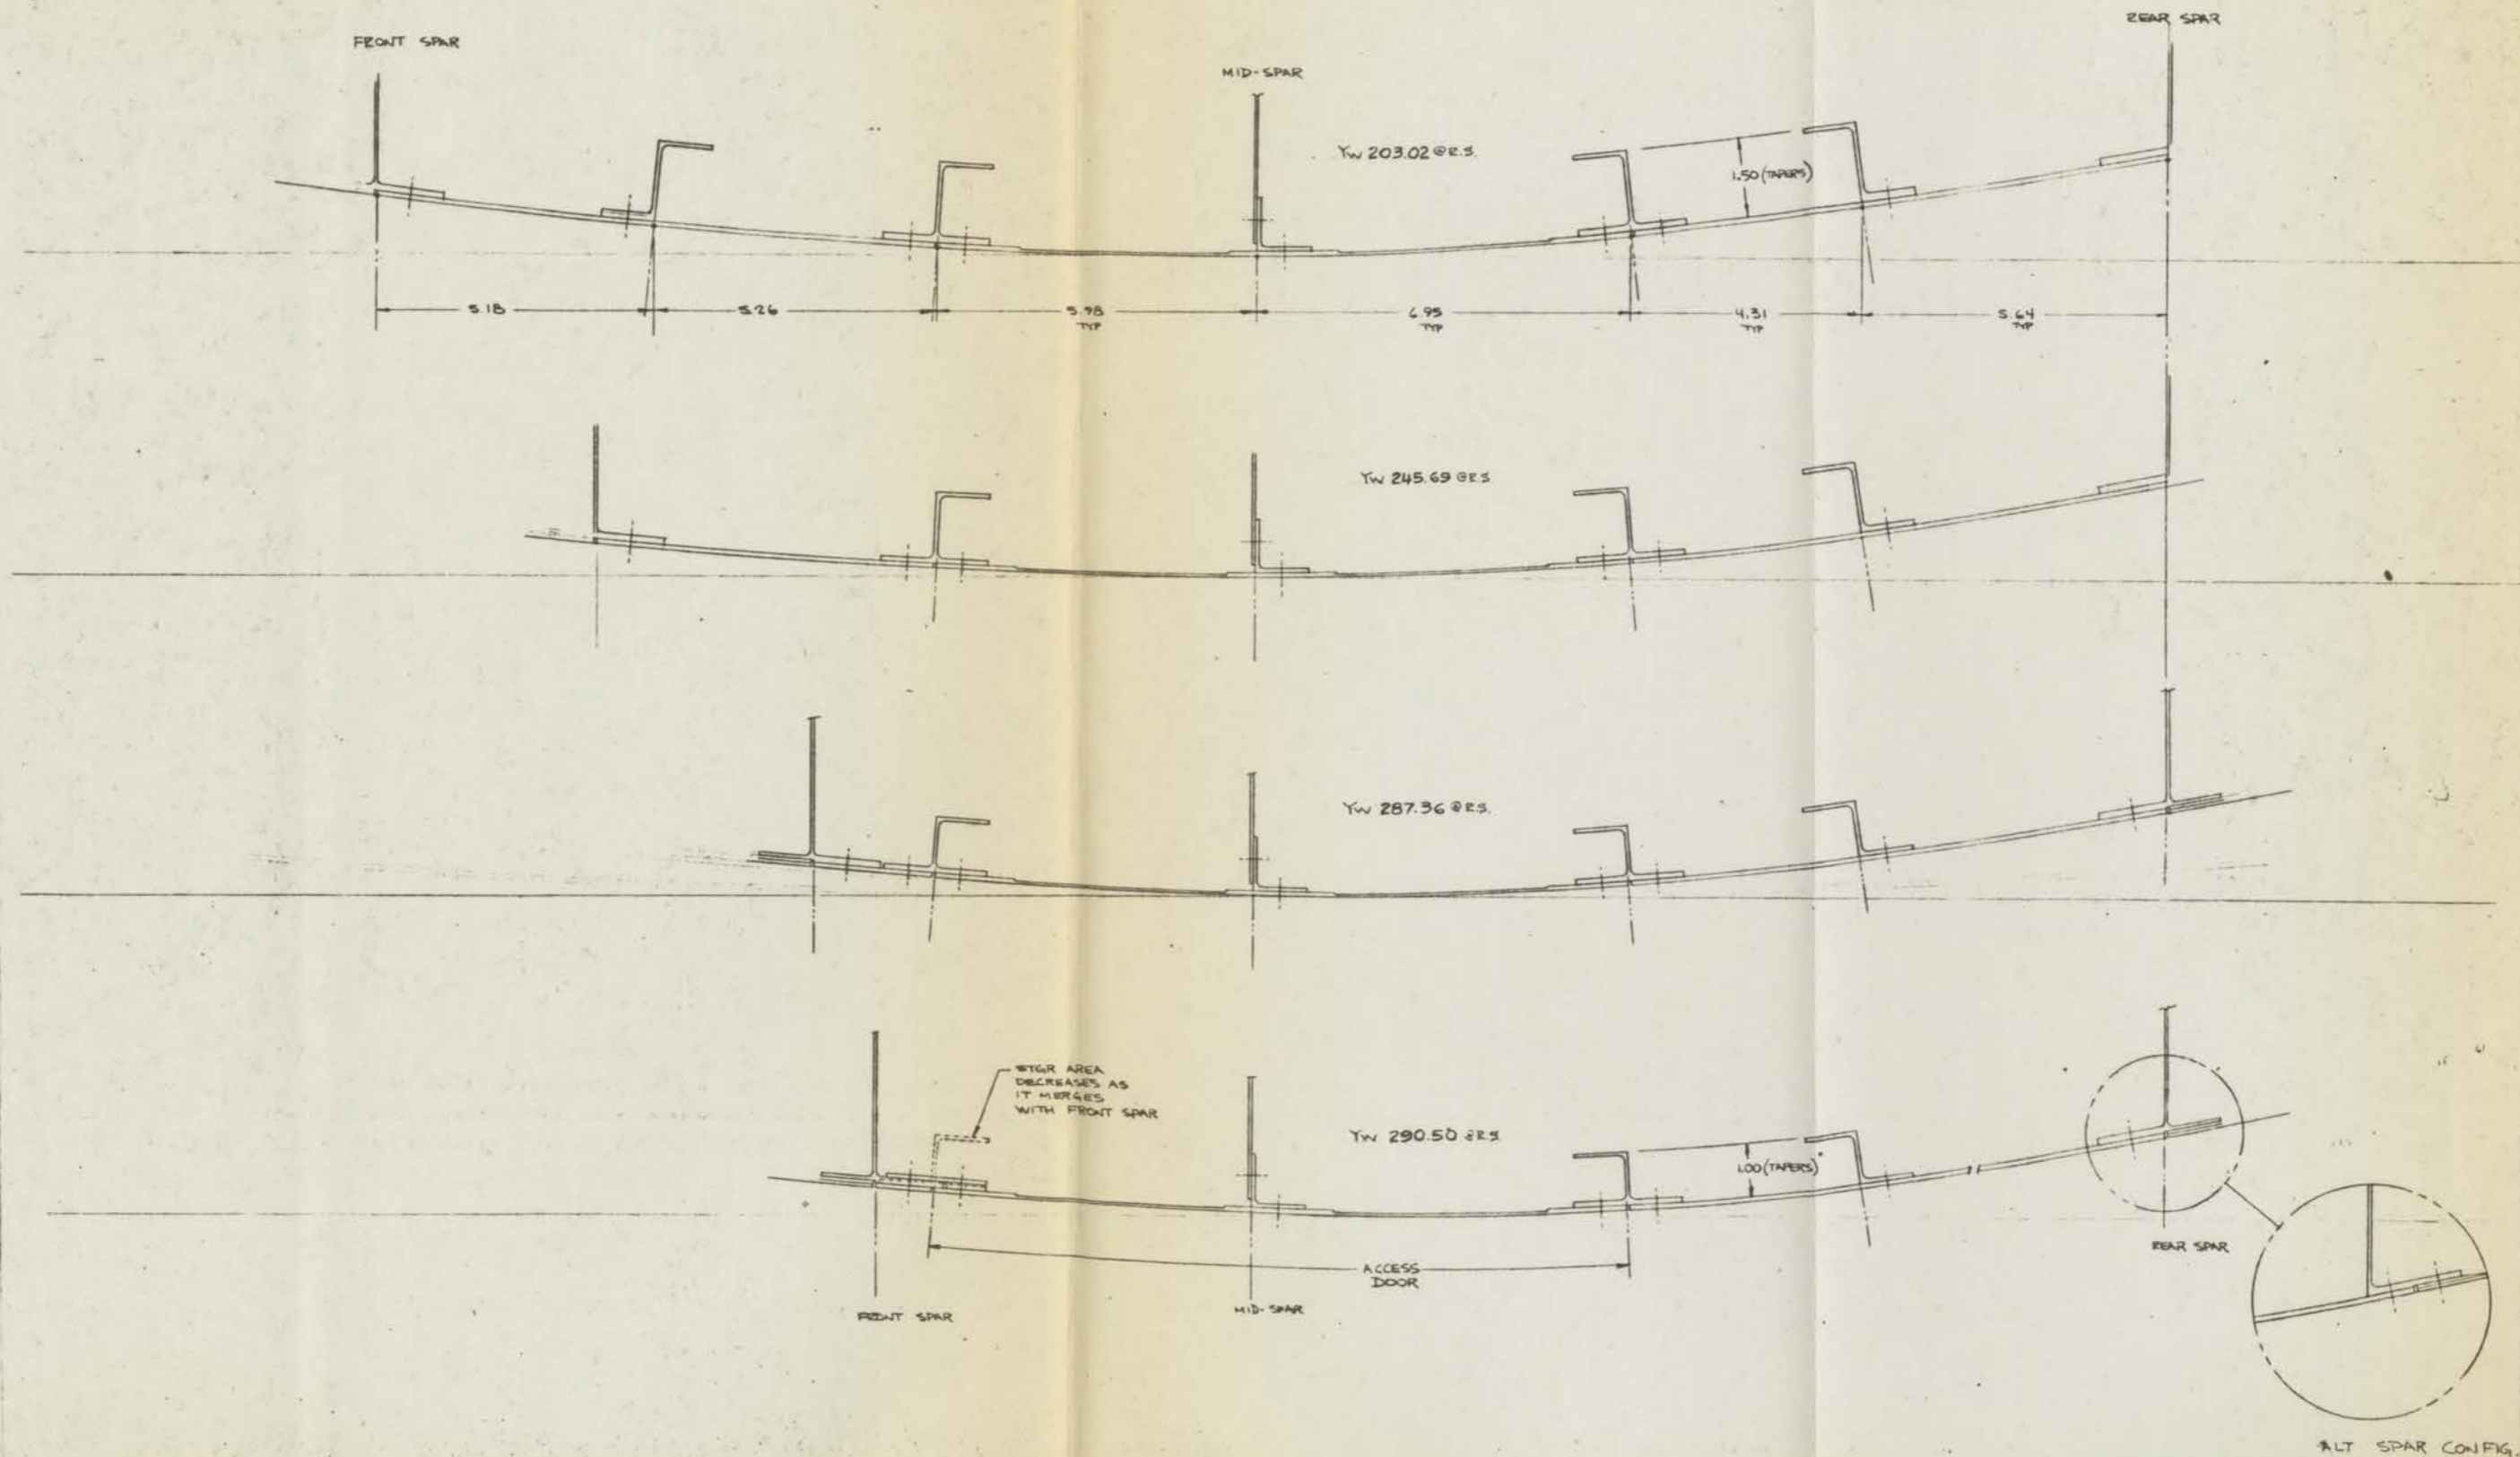 FRONT SPAR
MID-SPAR
REAR SPAR
YW 203.02 @ R.S.
1.50 (TAPERS)
5.18
5.26
5.98
TYP
6.95
TYP
4.31
TYP
5.64
TYP
YW 245.69 @ R.S
YW 287.36 @ R.S.
STGR AREA
DECREASES AS
IT MERGES
WITH FRONT SPAR
YW 290.50 @ R.S.
1.00 (TAPERS)
ACCESS
DOOR
REAR SPAR
FRONT SPAR
MID-SPAR
ALT SPAR CONFIG.